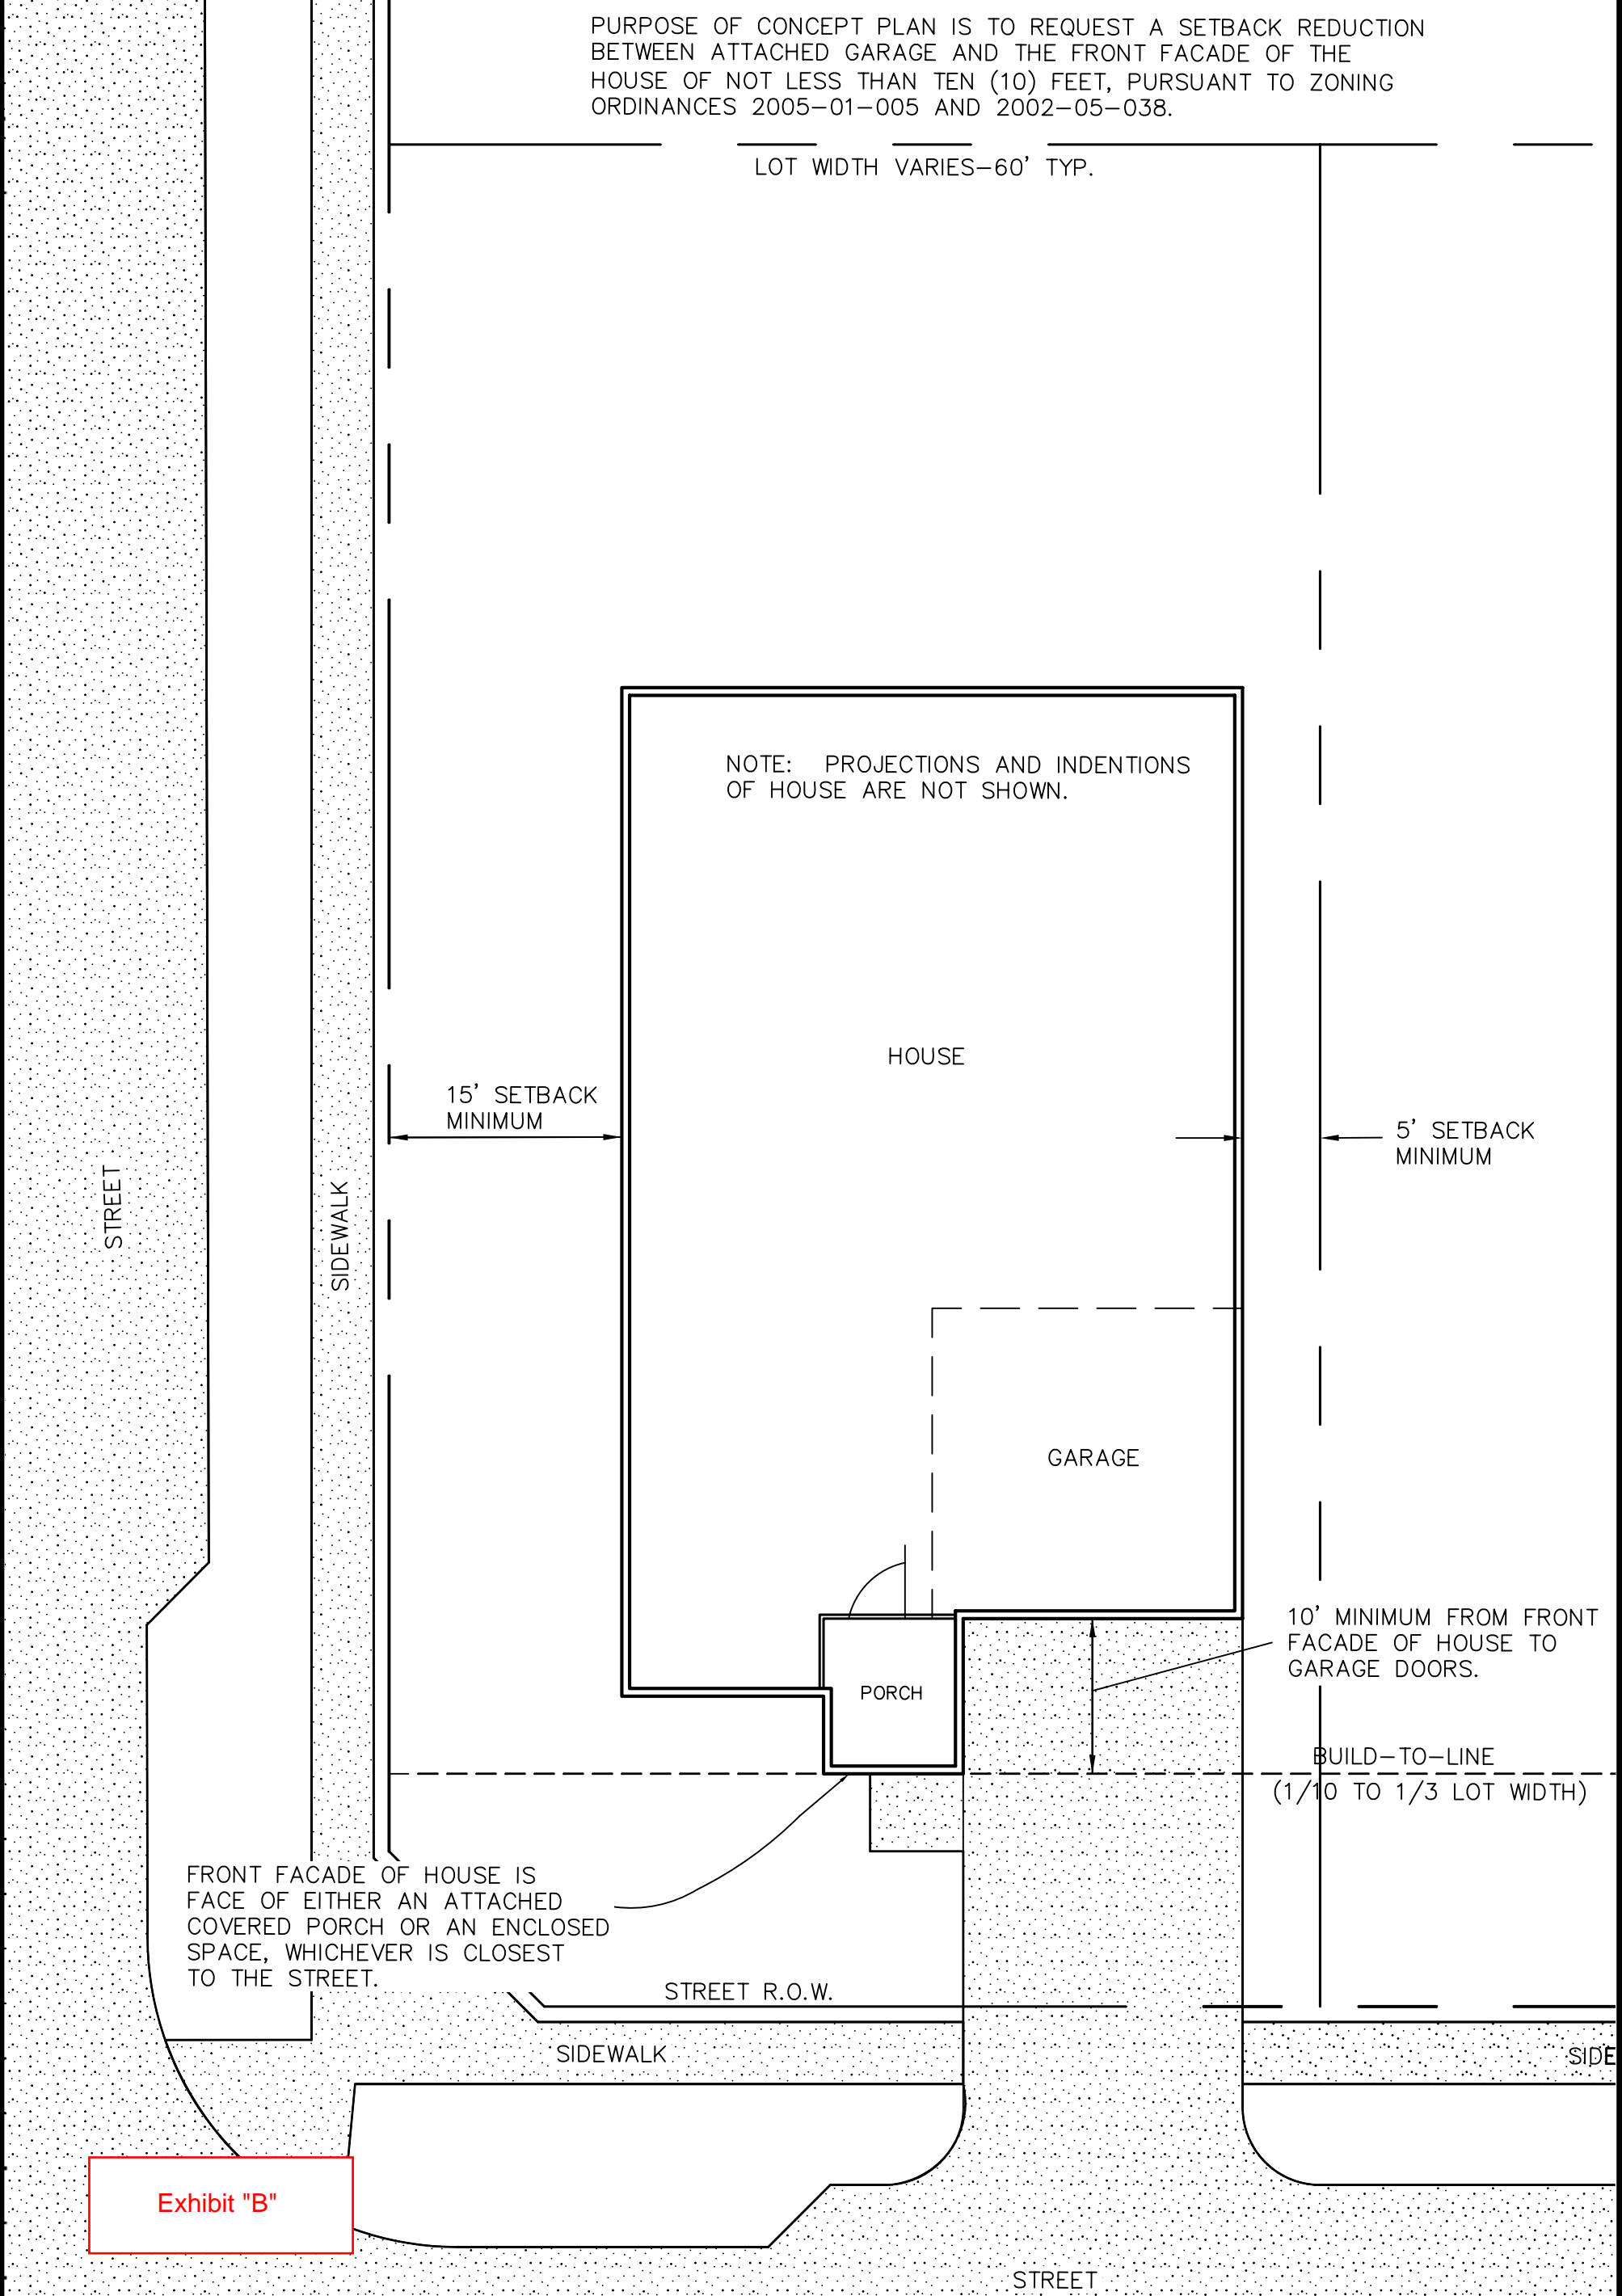 PURPOSE OF CONCEPT PLAN IS TO REQUEST A SETBACK REDUCTION
BETWEEN ATTACHED GARAGE AND THE FRONT FACADE OF THE
HOUSE OF NOT LESS THAN TEN (10) FEET, PURSUANT TO ZONING
ORDINANCES 2005-01-005 AND 2002-05-038.
LOT WIDTH VARIES-60' TYP.
NOTE: PROJECTIONS AND INDENTIONS
OF HOUSE ARE NOT SHOWN.
HOUSE
15' SETBACK
MINIMUM
5' SETBACK
MINIMUM
STREET
SIDEWALK
GARAGE
10' MINIMUM FROM FRONT
FACADE OF HOUSE TO
GARAGE DOORS.
PORCH
BUILD-TO-LINE
(1/10 TO 1/3 LOT WIDTH)
FRONT FACADE OF HOUSE IS
FACE OF EITHER AN ATTACHED
COVERED PORCH OR AN ENCLOSED
SPACE, WHICHEVER IS CLOSEST
TO THE STREET.
STREET R.O.W.
SIDEWALK
SIDE
Exhibit "B"
STREET